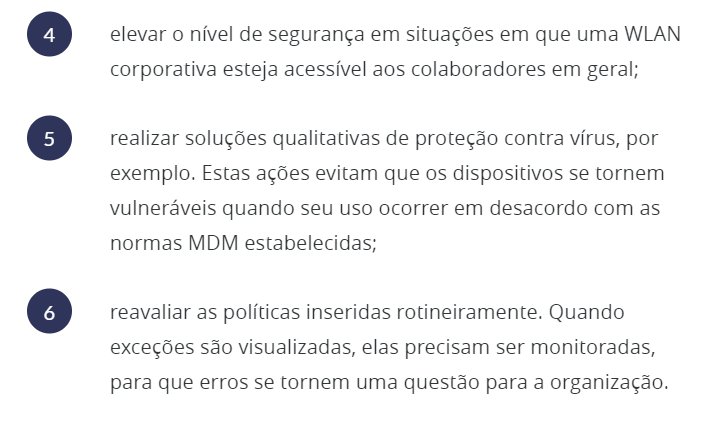 4 elevar o nível de segurança em situações em que uma WLAN
corporativa esteja acessível aos colaboradores em geral;
5 realizar soluções qualitativas de proteção contra vírus, por
exemplo. Estas ações evitam que os dispositivos se tornem
vulneráveis quando seu uso ocorrer em desacordo com as
normas MDM estabelecidas;
6 reavaliar as políticas inseridas rotineiramente. Quando
exceções são visualizadas, elas precisam ser monitoradas,
para que erros se tornem uma questão para a organização.